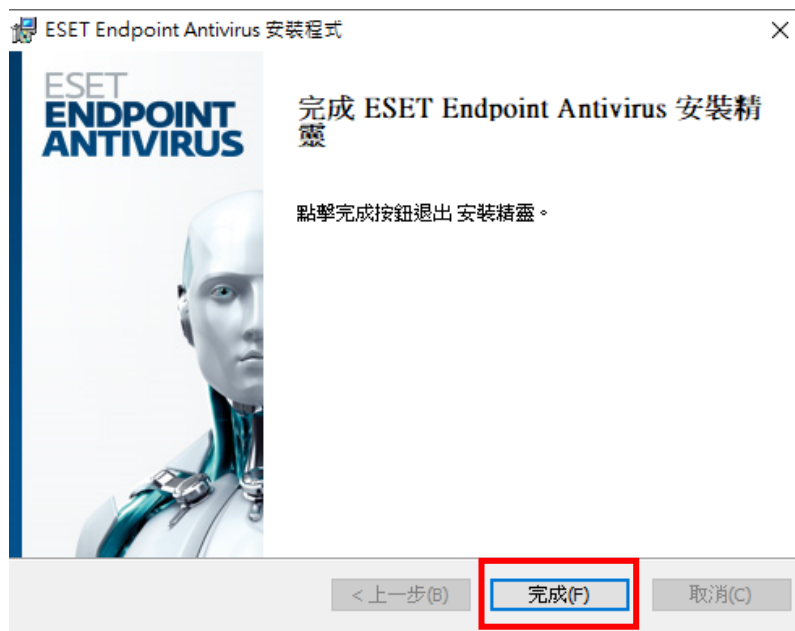 ESET Endpoint Antivirus 安裝程式
ESET
ENDPOINT
ANTIVIRUS
完成 ESET Endpoint Antivirus 安裝精
靈
點擊完成按鈕退出 安裝精靈。
< 上一步(B)
完成(F)
取消(C)